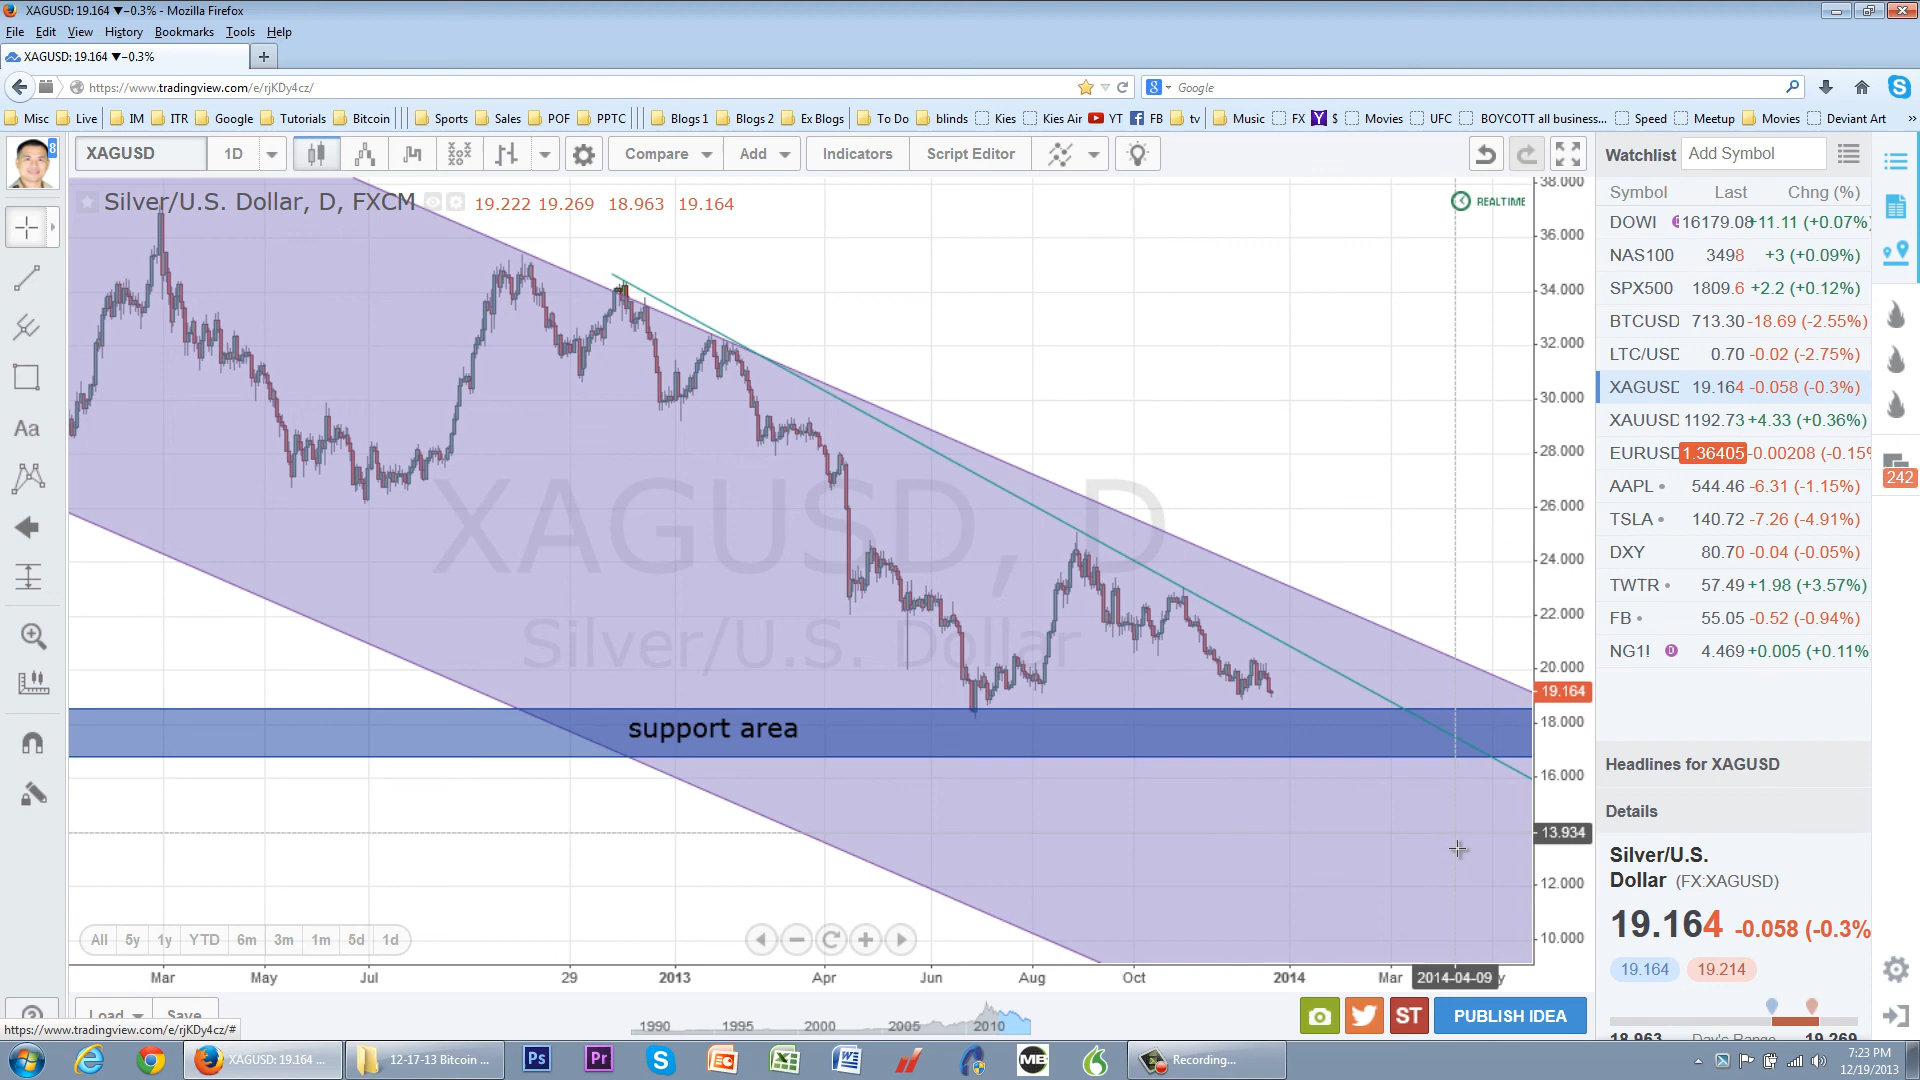 XAGUSD: 19.164 ▼−0.3% - Mozilla Firefox
File Edit View History Bookmarks Tools Help
XAGUSD: 19.164 ▼−0.3%
https://www.tradingview.com/e/rjKDy4cz/
Google
Misc Live IM ITR Google Tutorials Bitcoin Sports Sales POF PPTC Blogs 1 Blogs 2 Ex Blogs To Do blinds Kies Kies Air YT FB tv Music FX $ Movies UFC BOYCOTT all business... Speed Meetup Movies Deviant Art »
8
XAGUSD 1D Compare Add Indicators Script Editor
Watchlist Add Symbol
Silver/U.S. Dollar, D, FXCM 19.222 19.269 18.963 19.164
REALTIME
Symbol Last Chng (%)
DOWI 16179.08 +11.11 (+0.07%)
NAS100 3498 +3 (+0.09%)
SPX500 1809.6 +2.2 (+0.12%)
BTCUSD 713.30 -18.69 (-2.55%)
LTC/USD 0.70 -0.02 (-2.75%)
XAGUSD 19.164 -0.058 (-0.3%)
XAUUSD 1192.73 +4.33 (+0.36%)
EURUSD 1.36405 -0.00208 (-0.15%
AAPL 544.46 -6.31 (-1.15%)
TSLA 140.72 -7.26 (-4.91%)
DXY 80.70 -0.04 (-0.05%)
TWTR 57.49 +1.98 (+3.57%)
FB 55.05 -0.52 (-0.94%)
NG1! D 4.469 +0.005 (+0.11%
242
38.000
36.000
34.000
32.000
30.000
28.000
26.000
24.000
22.000
20.000
19.164
18.000
16.000
13.934
12.000
10.000
XAGUSD, D
Silver/U.S. Dollar
support area
Aa
Headlines for XAGUSD
Details
Silver/U.S.
Dollar (FX:XAGUSD)
19.164 -0.058 (-0.3%
19.164 19.214
18.963 Day's Range 19.269
All 5y 1y YTD 6m 3m 1m 5d 1d
Mar May Jul 29 2013 Apr Jun Aug Oct 2014 Mar 2014-04-09
Load Save
1990 1995 2000 2005 2010
ST PUBLISH IDEA
https://www.tradingview.com/e/rjKDy4cz/#
XAGUSD: 19.164 ...
12-17-13 Bitcoin ...
Ps Pr
MB
Recording...
7:23 PM
12/19/2013